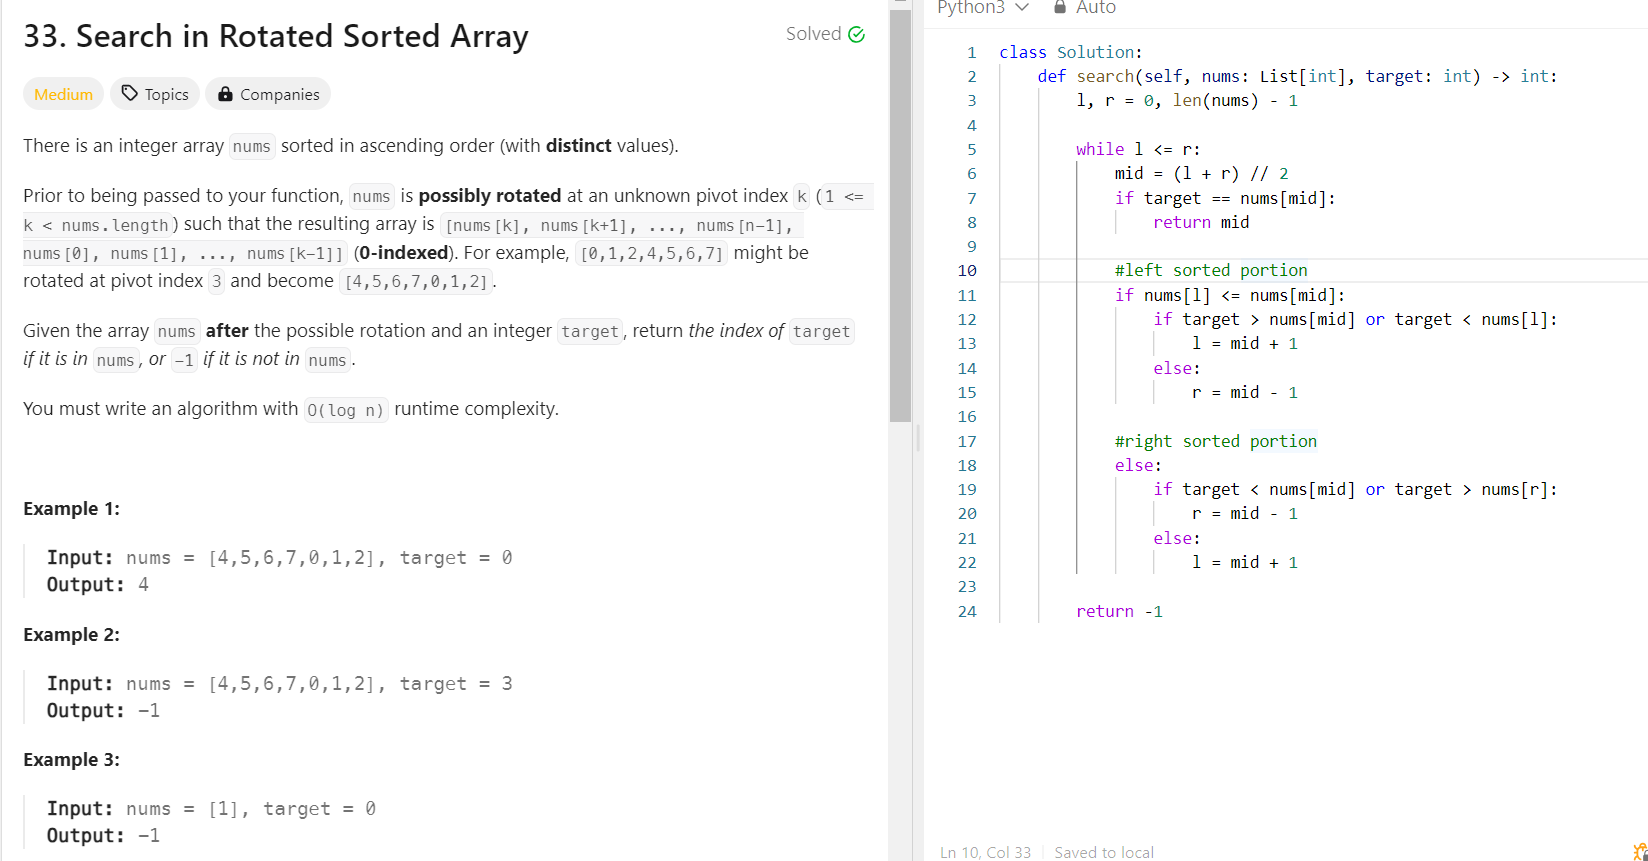 33. Search in Rotated Sorted Array
Solved
Medium Topics Companies
There is an integer array nums sorted in ascending order (with distinct values).
Prior to being passed to your function, nums is possibly rotated at an unknown pivot index k (1 <=
k < nums.length) such that the resulting array is [nums[k], nums[k+1], ..., nums[n-1],
nums[0], nums[1], ..., nums[k-1]] (0-indexed). For example, [0,1,2,4,5,6,7] might be
rotated at pivot index 3 and become [4,5,6,7,0,1,2].
Given the array nums after the possible rotation and an integer target, return the index of target
if it is in nums, or -1 if it is not in nums.
You must write an algorithm with O(log n) runtime complexity.
Example 1:
Input: nums = [4,5,6,7,0,1,2], target = 0
Output: 4
Example 2:
Input: nums = [4,5,6,7,0,1,2], target = 3
Output: -1
Example 3:
Input: nums = [1], target = 0
Output: -1
Python3 Auto
1 class Solution:
2     def search(self, nums: List[int], target: int) -> int:
3         l, r = 0, len(nums) - 1
4
5         while l <= r:
6             mid = (l + r) // 2
7             if target == nums[mid]:
8                 return mid
9
10             #left sorted portion
11             if nums[l] <= nums[mid]:
12                 if target > nums[mid] or target < nums[l]:
13                     l = mid + 1
14                 else:
15                     r = mid - 1
16
17             #right sorted portion
18             else:
19                 if target < nums[mid] or target > nums[r]:
20                     r = mid - 1
21                 else:
22                     l = mid + 1
23
24         return -1
Ln 10, Col 33 Saved to local